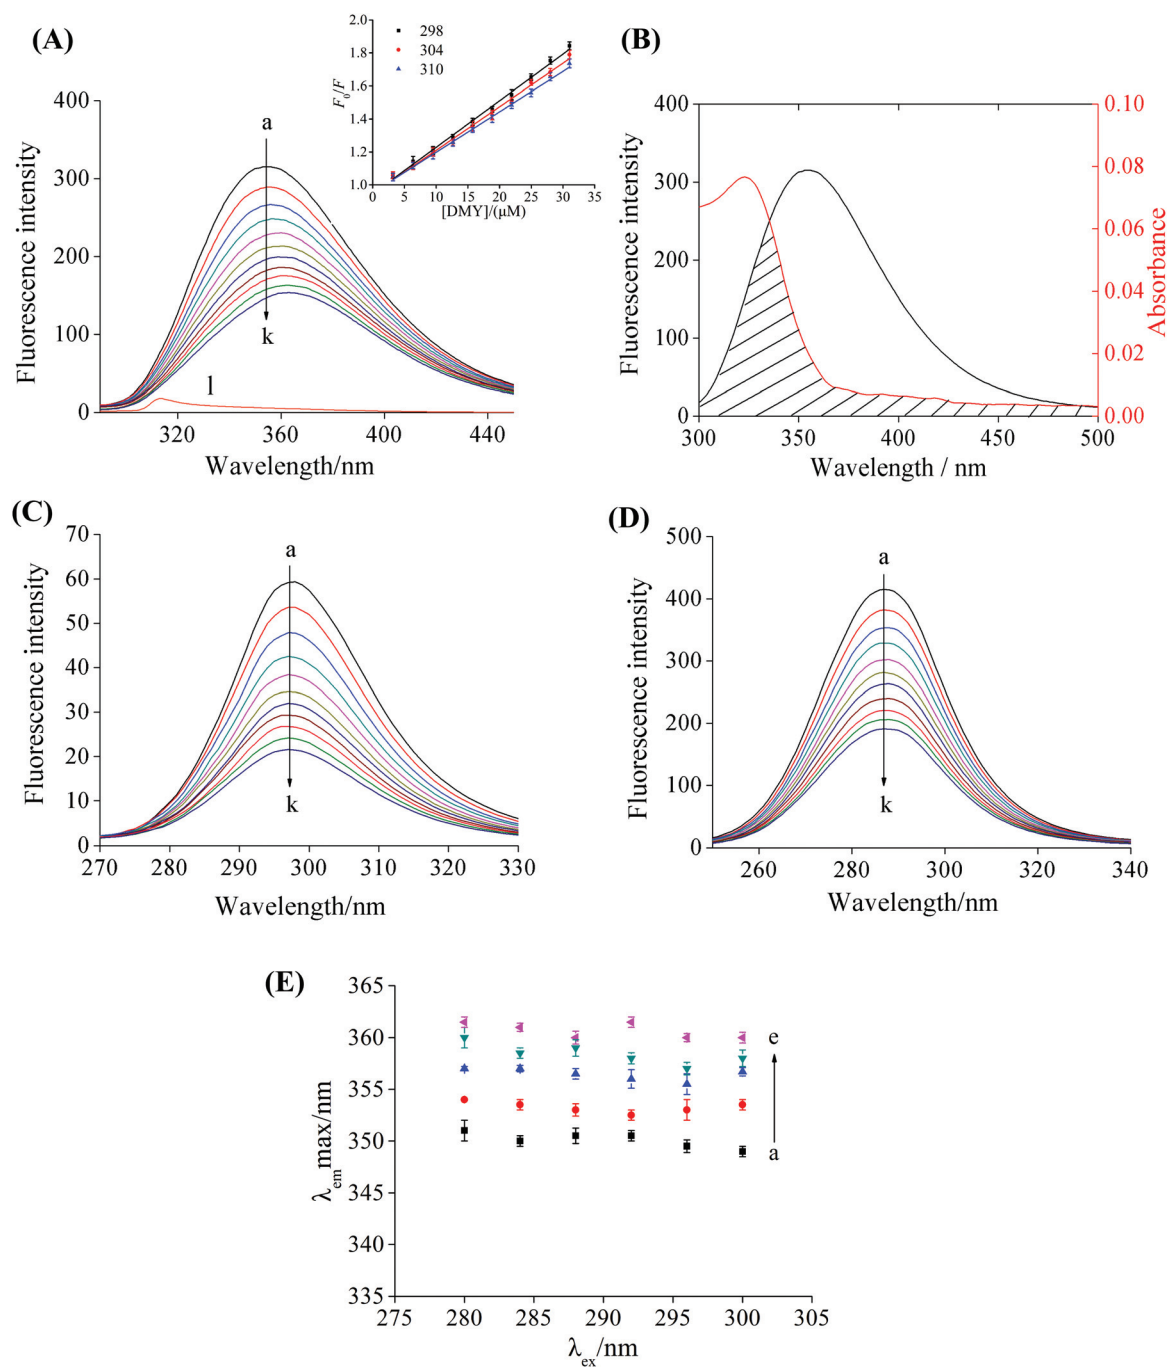 (A)
2.0
1.8
1.6
1.4
1.2
1.0
F0/F
298
304
310
0 5 10 15 20 25 30 35
[DMY]/(μM)
400
300
200
100
0
Fluorescence intensity
a
k
l
320 360 400 440
Wavelength/nm
(B)
400
300
200
100
0
Fluorescence intensity
0.10
0.08
0.06
0.04
0.02
0.00
Absorbance
300 350 400 450 500
Wavelength / nm
(C)
70
60
50
40
30
20
10
0
Fluorescence intensity
a
k
270 280 290 300 310 320 330
Wavelength/nm
(D)
500
400
300
200
100
0
Fluorescence intensity
a
k
260 280 300 320 340
Wavelength/nm
(E)
365
360
355
350
345
340
335
λem max/nm
e
a
275 280 285 290 295 300 305
λex/nm